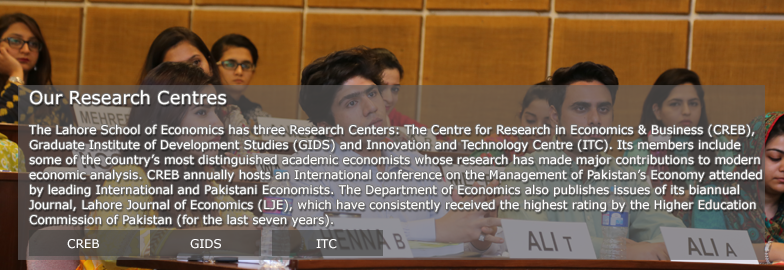 MEHREE
Our Research Centres
The Lahore School of Economics has three Research Centers: The Centre for Research in Economics & Business (CREB),
Graduate Institute of Development Studies (GIDS) and Innovation and Technology Centre (ITC). Its members include
some of the country's most distinguished academic economists whose research has made major contributions to modern
economic analysis. CREB annually hosts an International conference on the Management of Pakistan's Economy attended
by leading International and Pakistani Economists. The Department of Economics also publishes issues of its biannual
Journal, Lahore Journal of Economics (LJE), which have consistently received the highest rating by the Higher Education
Commission of Pakistan (for the last seven years).
CREB GIDS ITC
ENNA B
ALI T
ALI A